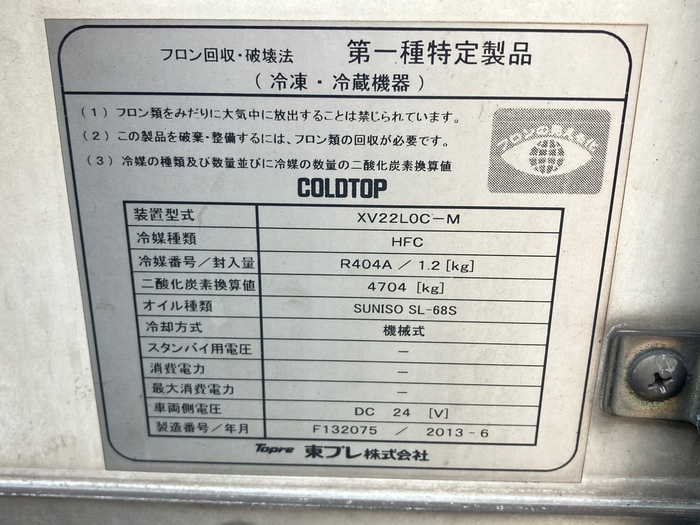 フロン回収・破壊法 第一種特定製品
（冷凍・冷蔵機器）
(1) フロン類をみだりに大気中に放出することは禁じられています。
(2) この製品を廃棄・整備するには、フロン類の回収が必要です。
(3) 冷媒の種類及び数量並びに冷媒の数量の二酸化炭素換算値
フロンの見える化
COLDTOP
装置型式 XV22L0C-M
冷媒種類 HFC
冷媒番号／封入量 R404A / 1.2 [kg]
二酸化炭素換算値 4704 [kg]
オイル種類 SUNISO SL-68S
冷却方式 機械式
スタンバイ用電圧 －
消費電力 －
最大消費電力 －
車両側電圧 DC 24 [V]
製造番号／年月 F132075 / 2013-6
Topre 東プレ株式会社